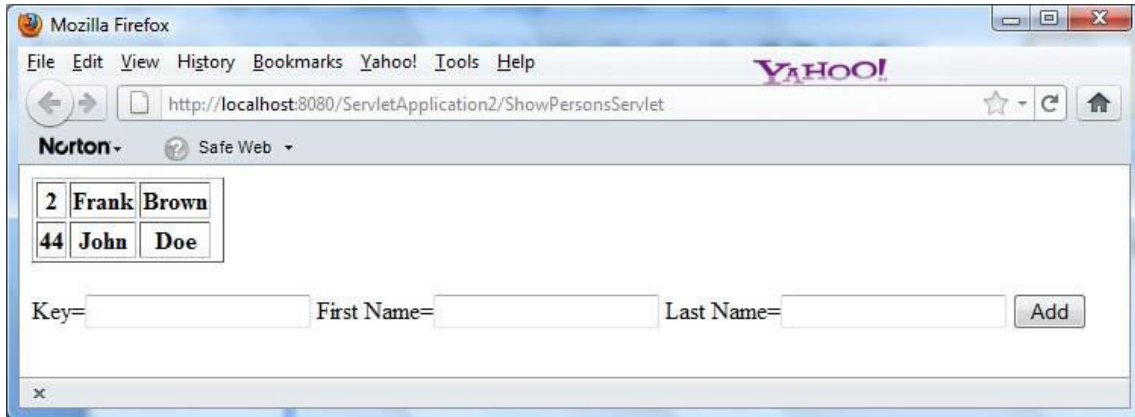 Mozilla Firefox
File Edit View History Bookmarks Yahoo! Tools Help
YAHOO!
http://localhost:8080/ServletApplication2/ShowPersonsServlet
Norton
Safe Web
2 Frank Brown
44 John Doe
Key= First Name= Last Name= Add